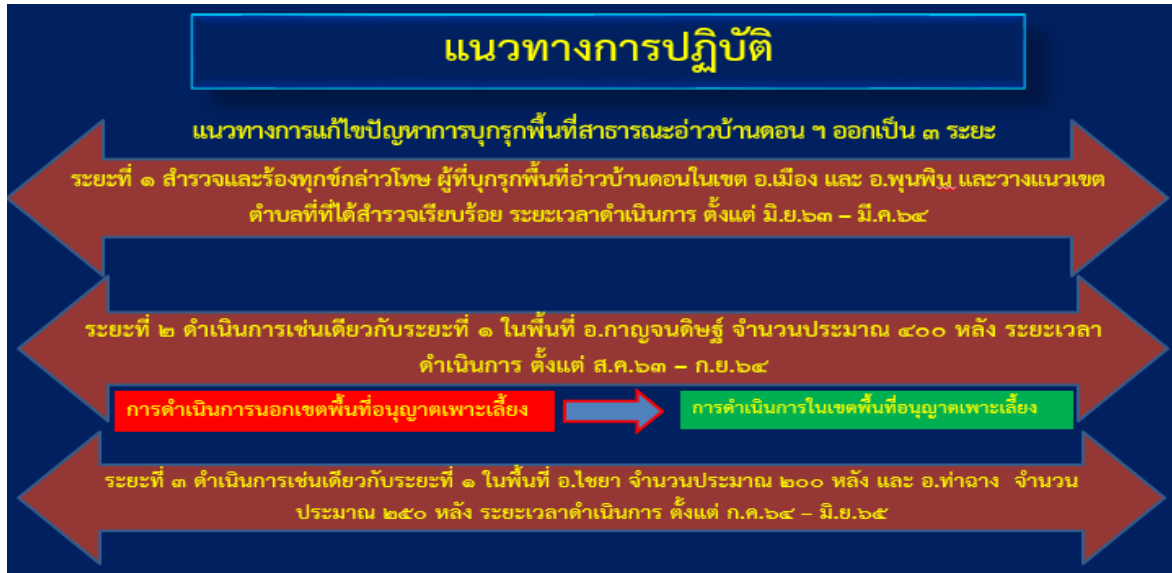 แนวทางการปฏิบัติ
แนวทางการแก้ไขปัญหาการบุกรุกพื้นที่สาธารณะอ่าวบ้านดอน ฯ ออกเป็น ๓ ระยะ
ระยะที่ ๑ สำรวจและร้องทุกข์กล่าวโทษ ผู้ที่บุกรุกพื้นที่อ่าวบ้านดอนในเขต อ.เมือง และ อ.พุนพิน และวางแนวเขต
ตำบลที่ที่ได้สำรวจเรียบร้อย ระยะเวลาดำเนินการ ตั้งแต่ มิ.ย.๖๓ – มี.ค.๖๔
ระยะที่ ๒ ดำเนินการเช่นเดียวกับระยะที่ ๑ ในพื้นที่ อ.กาญจนดิษฐ์ จำนวนประมาณ ๔๐๐ หลัง ระยะเวลา
ดำเนินการ ตั้งแต่ ส.ค.๖๓ – ก.ย.๖๔
การดำเนินการนอกเขตพื้นที่อนุญาตเพาะเลี้ยง
การดำเนินการในเขตพื้นที่อนุญาตเพาะเลี้ยง
ระยะที่ ๓ ดำเนินการเช่นเดียวกับระยะที่ ๑ ในพื้นที่ อ.ไชยา จำนวนประมาณ ๒๐๐ หลัง และ อ.ท่าฉาง จำนวน
ประมาณ ๒๕๐ หลัง ระยะเวลาดำเนินการ ตั้งแต่ ก.ค.๖๔ – มิ.ย.๖๕